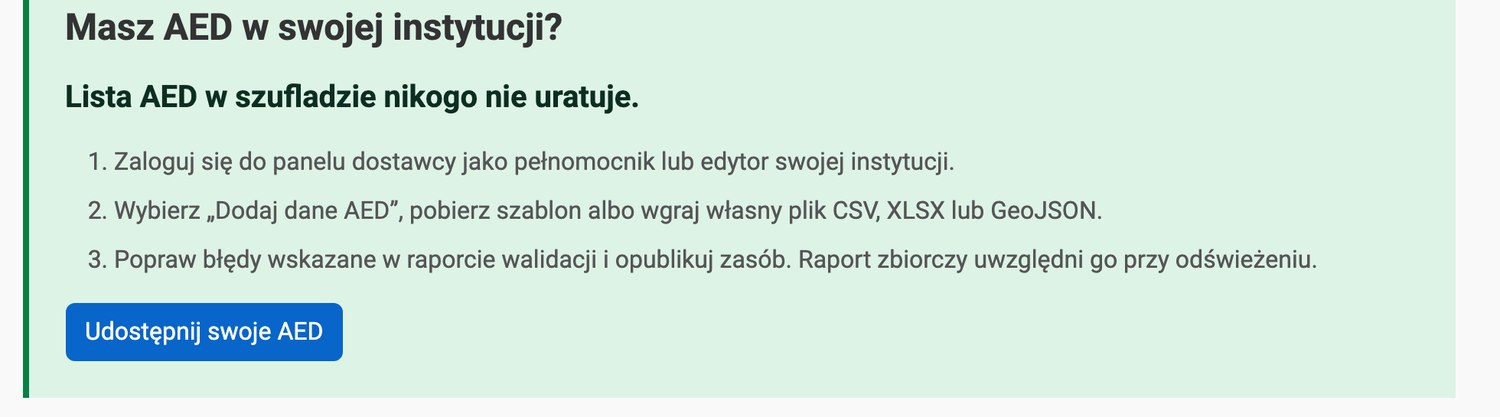 Masz AED w swojej instytucji?
Lista AED w szufladzie nikogo nie uratuje.
1. Zaloguj się do panelu dostawcy jako pełnomocnik lub edytor swojej instytucji.
2. Wybierz „Dodaj dane AED”, pobierz szablon albo wgraj własny plik CSV, XLSX lub GeoJSON.
3. Popraw błędy wskazane w raporcie walidacji i opublikuj zasób. Raport zbiorczy uwzględni go przy odświeżeniu.
Udostępnij swoje AED